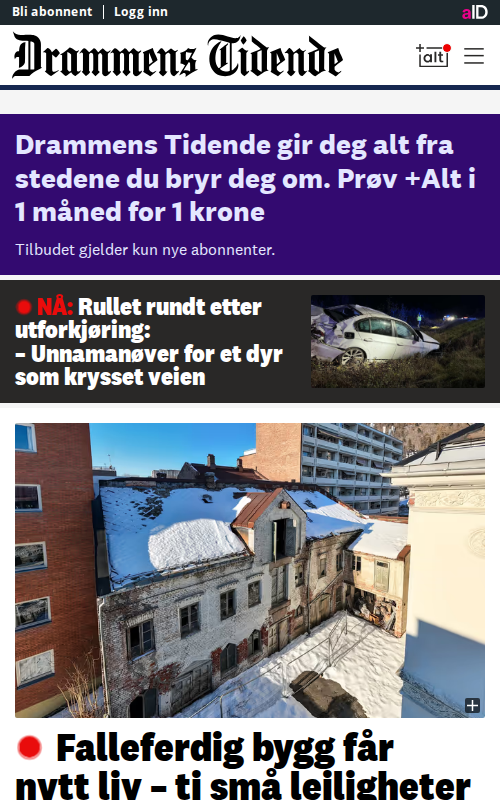 Bli abonnent | Logg inn
aID
Drammens Tidende
+alt
Drammens Tidende gir deg alt fra
stedene du bryr deg om. Prøv +Alt i
1 måned for 1 krone
Tilbudet gjelder kun nye abonnenter.
NÅ: Rullet rundt etter
utforkjøring:
– Unnamanøver for et dyr
som krysset veien
Falleferdig bygg får
nytt liv – ti små leiligheter